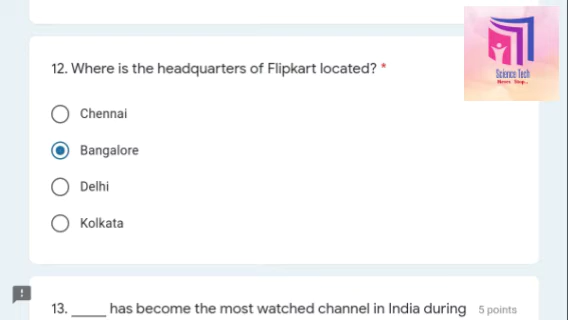 Science Tech
12. Where is the headquarters of Flipkart located? *
Chennai
Bangalore
Delhi
Kolkata
13. _____ has become the most watched channel in India during 5 points